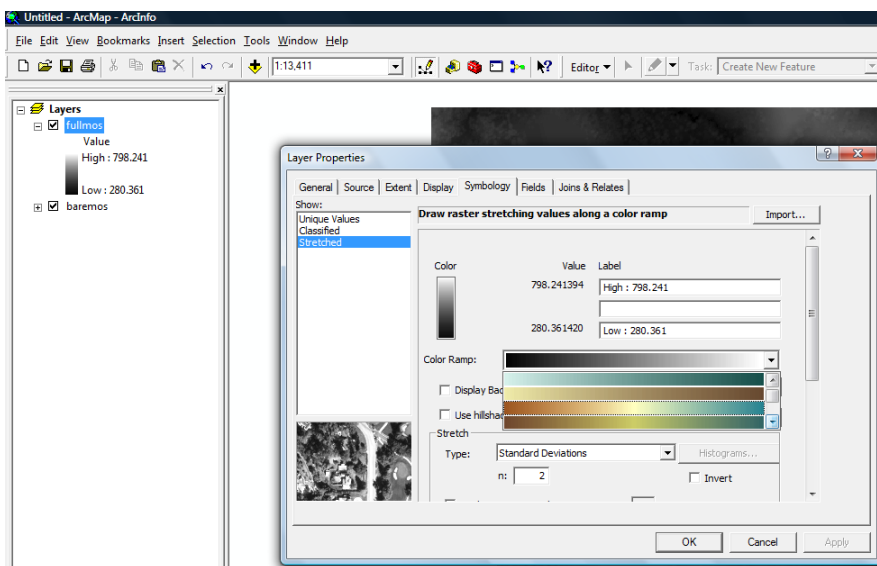 Untitled - ArcMap - ArcInfo
File Edit View Bookmarks Insert Selection Tools Window Help
1:13,411 Editor Task: Create New Feature
Layers
fullmos
Value
High : 798.241
Low : 280.361
baremos
Layer Properties
General Source Extent Display Symbology Fields Joins & Relates
Show:
Unique Values
Classified
Stretched
Draw raster stretching values along a color ramp Import...
Color Value Label
798.241394 High : 798.241
280.361420 Low : 280.361
Color Ramp:
Display Bac
Use hillshad
Stretch
Type: Standard Deviations Histograms...
n: 2 Invert
OK Cancel Apply